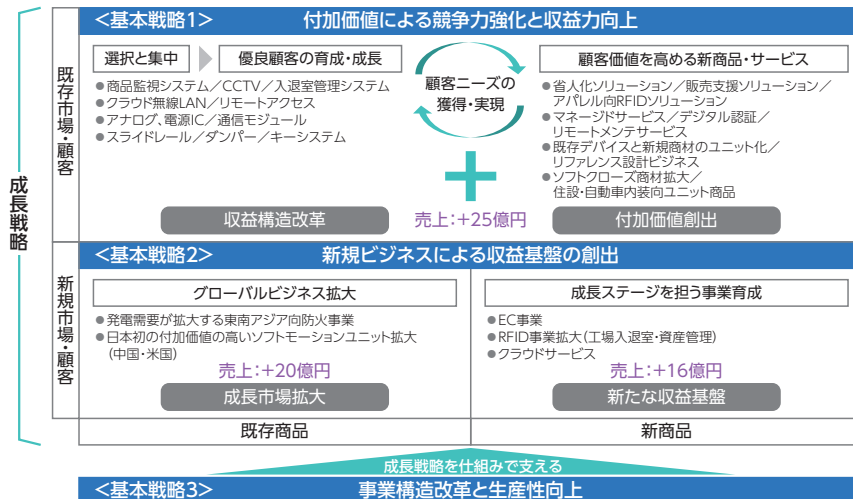 <基本戦略1> 付加価値による競争力強化と収益力向上
成長戦略
既存市場・顧客
選択と集中
優良顧客の育成・成長
●商品監視システム／CCTV／入退室管理システム
●クラウド無線LAN／リモートアクセス
●アナログ、電源IC／通信モジュール
●スライドレール／ダンパー／キーシステム
収益構造改革
顧客ニーズの
獲得・実現
売上：+25億円
顧客価値を高める新商品・サービス
●省人化ソリューション／販売支援ソリューション／
アパレル向RFIDソリューション
●マネージドサービス／デジタル認証／
リモートメンテサービス
●既存デバイスと新規商材のユニット化／
リファレンス設計ビジネス
●ソフトクローズ商材拡大／
住設・自動車内装向ユニット商品
付加価値創出
<基本戦略2> 新規ビジネスによる収益基盤の創出
新規市場・顧客
グローバルビジネス拡大
●発電需要が拡大する東南アジア向防火事業
●日本初の付加価値の高いソフトモーションユニット拡大
（中国・米国）
売上：+20億円
成長市場拡大
成長ステージを担う事業育成
●EC事業
●RFID事業拡大（工場入退室・資産管理）
●クラウドサービス
売上：+16億円
新たな収益基盤
既存商品
新商品
成長戦略を仕組みで支える
<基本戦略3> 事業構造改革と生産性向上